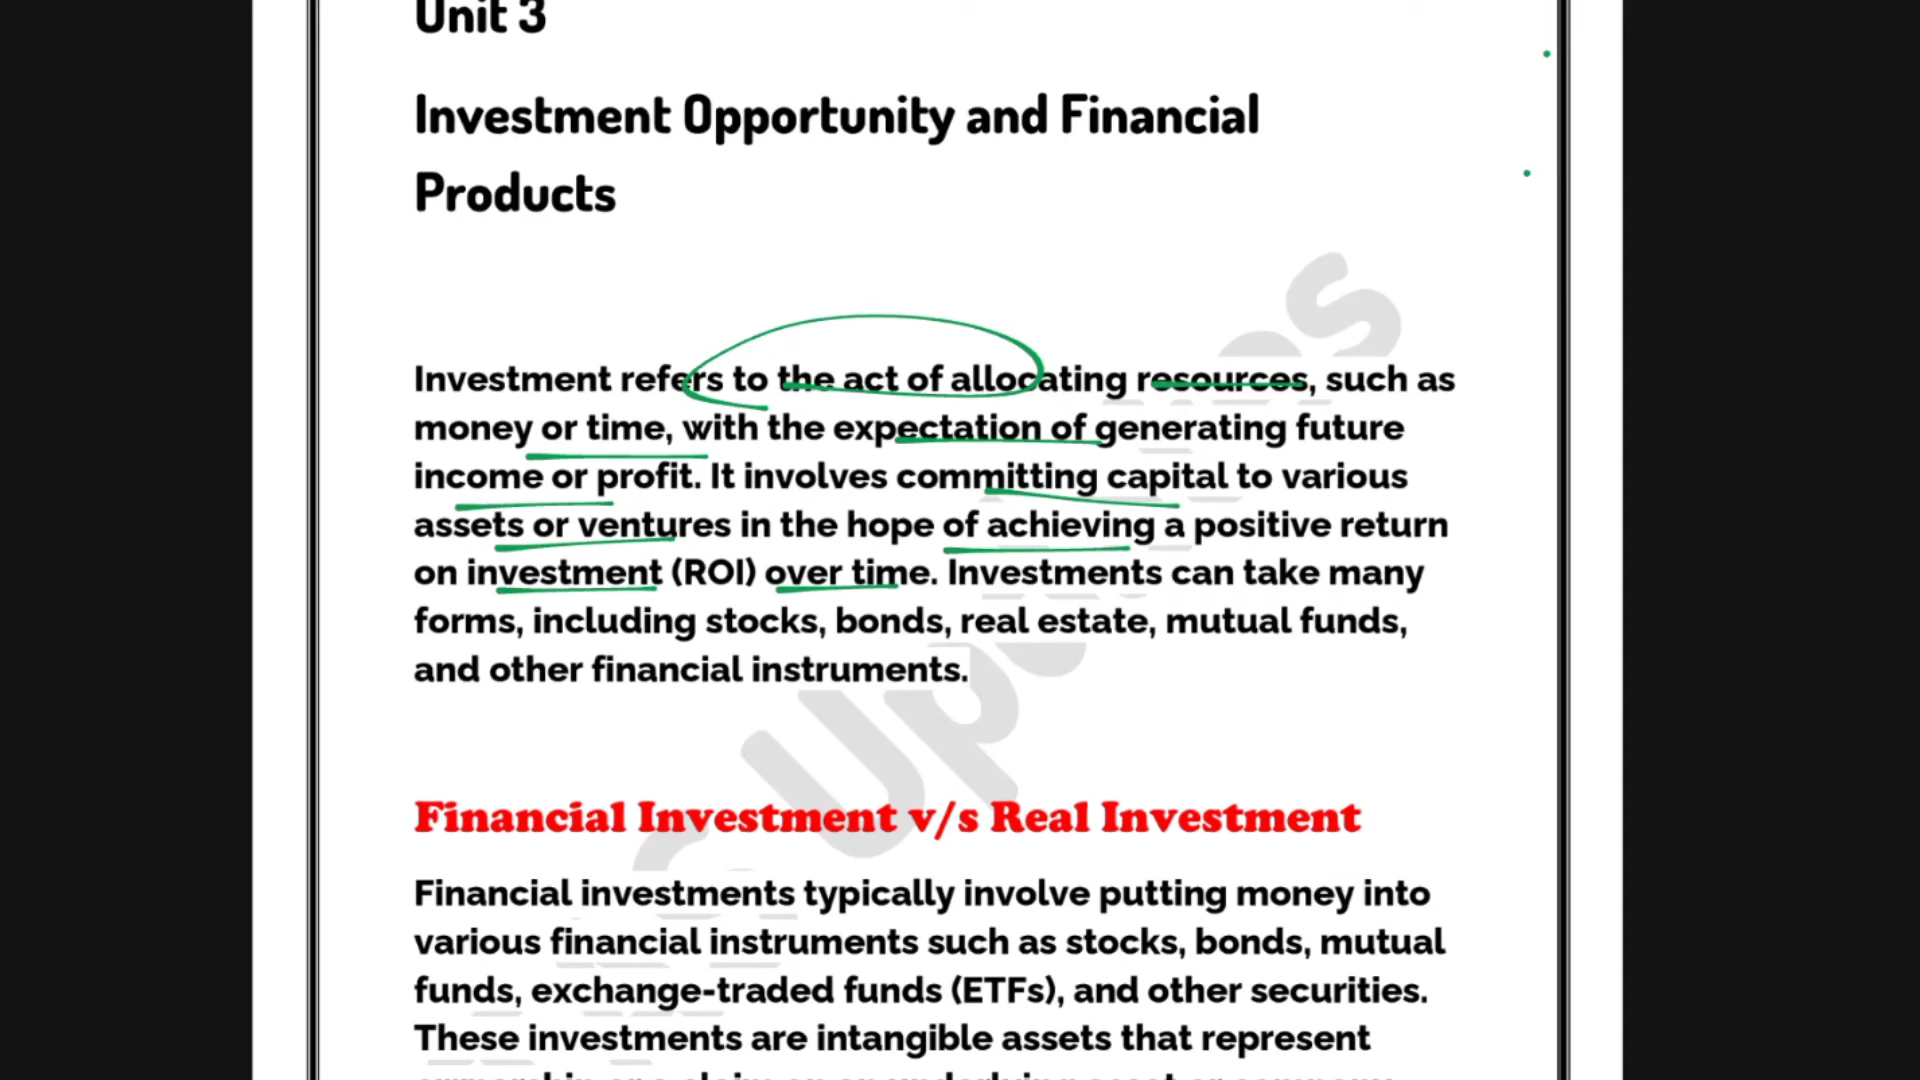 Unit 3
Investment Opportunity and Financial
Products
Investment refers to the act of allocating resources, such as
money or time, with the expectation of generating future
income or profit. It involves committing capital to various
assets or ventures in the hope of achieving a positive return
on investment (ROI) over time. Investments can take many
forms, including stocks, bonds, real estate, mutual funds,
and other financial instruments.
Financial Investment v/s Real Investment
Financial investments typically involve putting money into
various financial instruments such as stocks, bonds, mutual
funds, exchange-traded funds (ETFs), and other securities.
These investments are intangible assets that represent